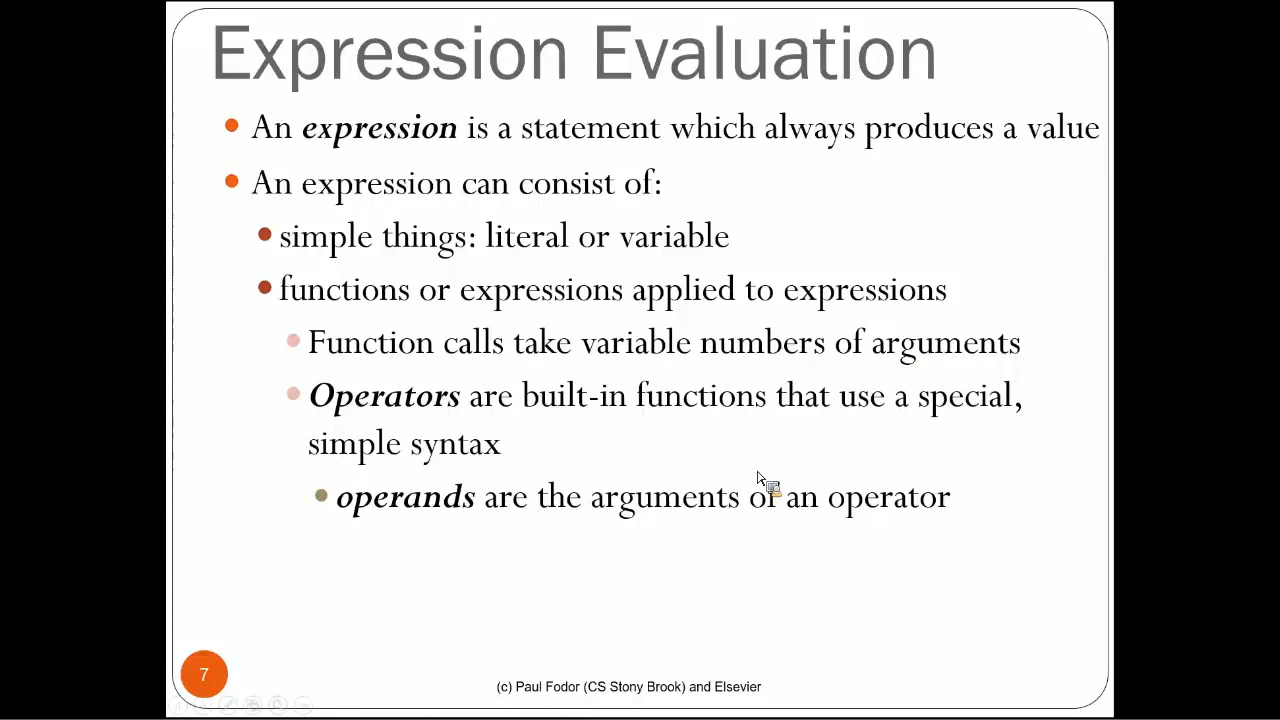 Expression Evaluation
An expression is a statement which always produces a value
An expression can consist of:
simple things: literal or variable
functions or expressions applied to expressions
Function calls take variable numbers of arguments
Operators are built-in functions that use a special,
simple syntax
operands are the arguments of an operator
7
(c) Paul Fodor (CS Stony Brook) and Elsevier